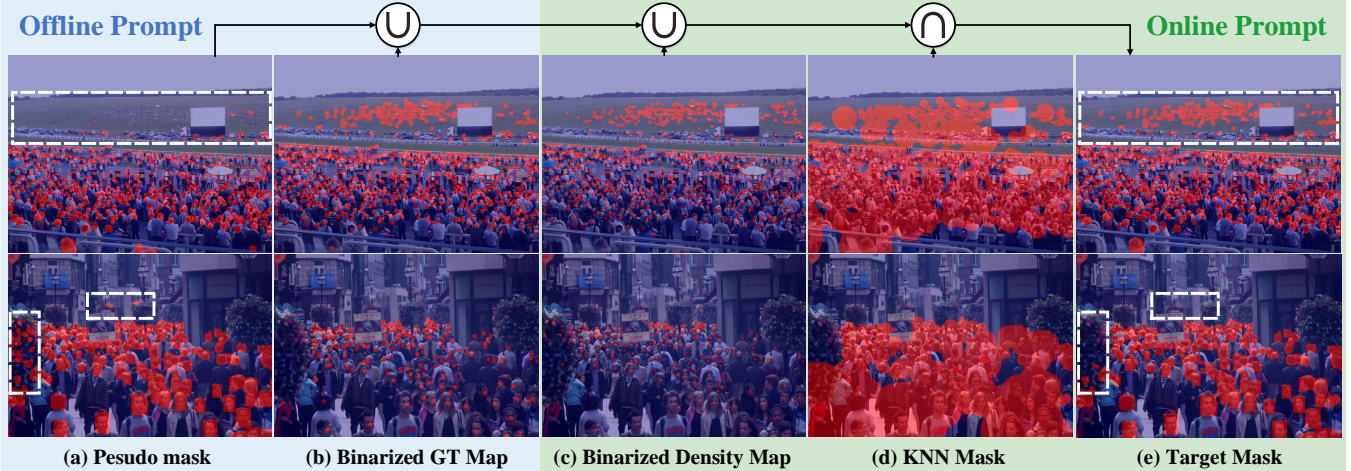 Offline Prompt
∪
∪
∩
Online Prompt
(a) Pesudo mask
(b) Binarized GT Map
(c) Binarized Density Map
(d) KNN Mask
(e) Target Mask